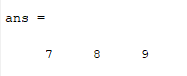 ans =
7 8 9